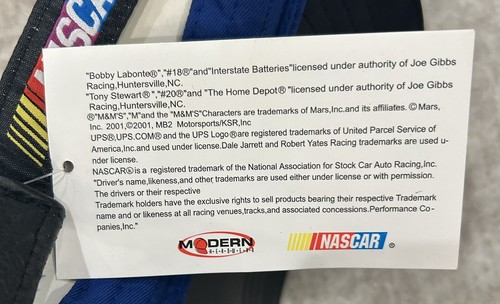 NASCAR
"Bobby Labonte®","#18®"and"Interstate Batteries"licensed under authority of Joe Gibbs
Racing,Huntersville,NC.
"Tony Stewart®","#20®"and "The Home Depot® "licensed under authority of Joe Gibbs
Racing,Huntersville,NC.
®"M&M'S","M"and the "M&M'S"Characters are trademarks of Mars,Inc.and its affiliates. ©Mars,
Inc. 2001,©2001, MB2 Motorsports/KSR,Inc
UPS®,UPS.COM® and the UPS Logo®are registered trademarks of United Parcel Service of
America,Inc.and used under license.Dale Jarrett and Robert Yates Racing trademarks are used u-
nder license.
NASCAR®is a registered trademark of the National Association for Stock Car Auto Racing,Inc.
"Driver's name,likeness,and other trademarks are used either under license or with permission.
The drivers or their respective
Trademark holders have the exclusive rights to sell products bearing their respective Trademark
name and or likeness at all racing venues,tracks,and associated concessions.Performance Co-
panies,Inc."
MODERN
HEADWEAR
NASCAR®